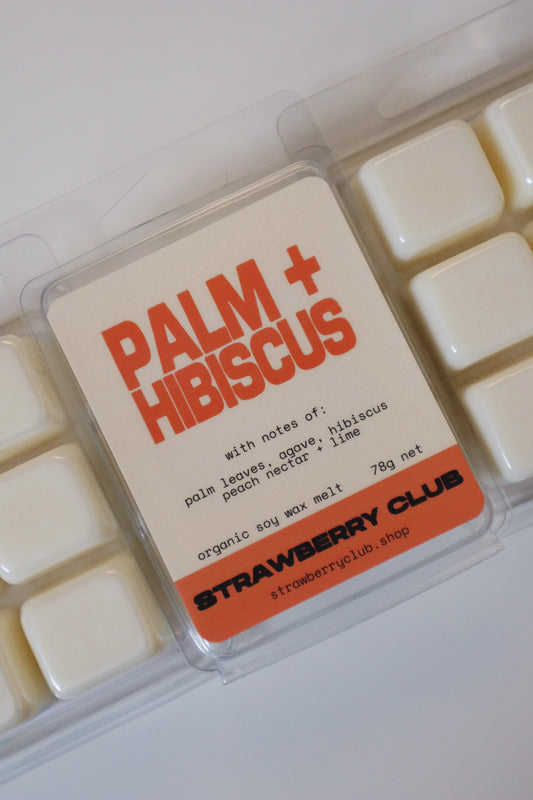 PALM +
HIBISCUS
with notes of:
palm leaves, agave, hibiscus
peach nectar + lime
organic soy wax melt 78g net
STRAWBERRY CLUB
strawberryclub.shop